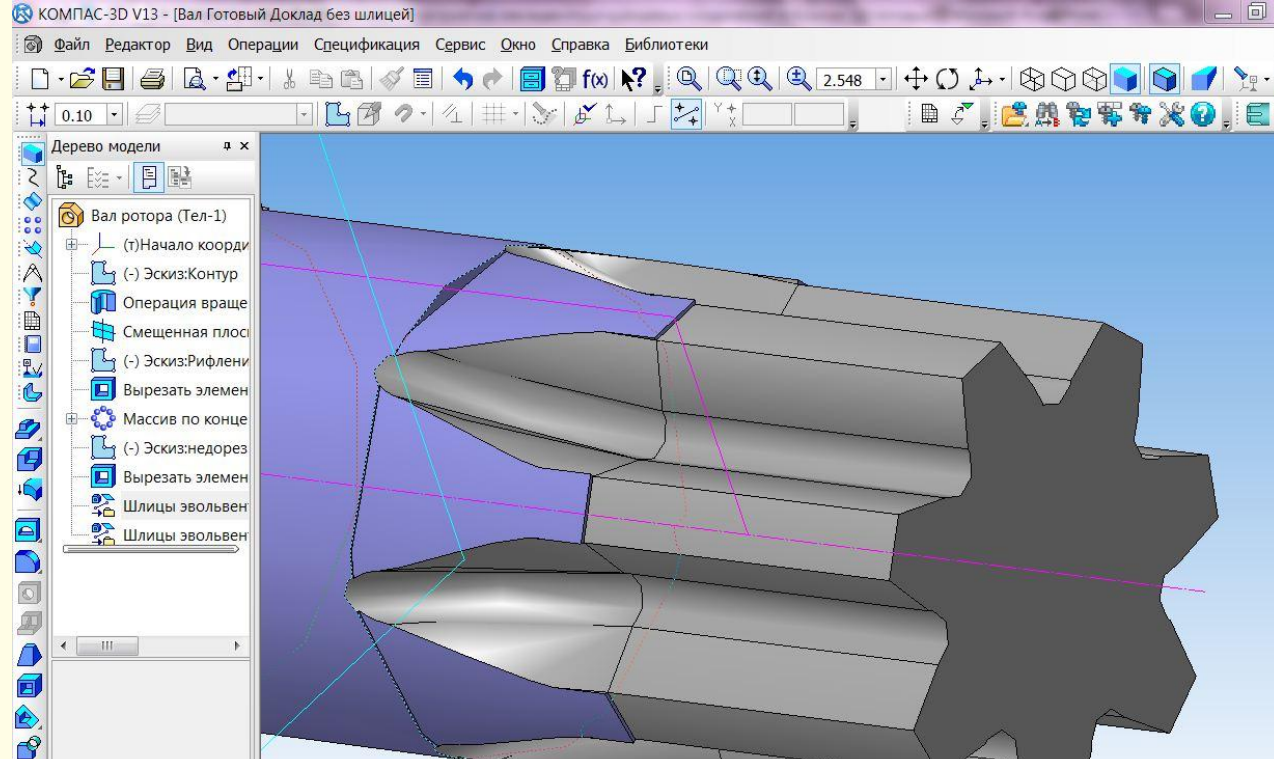 КОМПАС-3D V13 - [Вал Готовый Доклад без шлицей]
Файл Редактор Вид Операции Спецификация Сервис Окно Справка Библиотеки
f(x) 2.548
0.10
Дерево модели
Вал ротора (Тел-1)
(т)Начало коорди
(-) Эскиз:Контур
Операция враще
Смещенная плос
(-) Эскиз:Рифлени
Вырезать элемен
Массив по конце
(-) Эскиз:недорез
Вырезать элемен
Шлицы эвольвен
Шлицы эвольвен